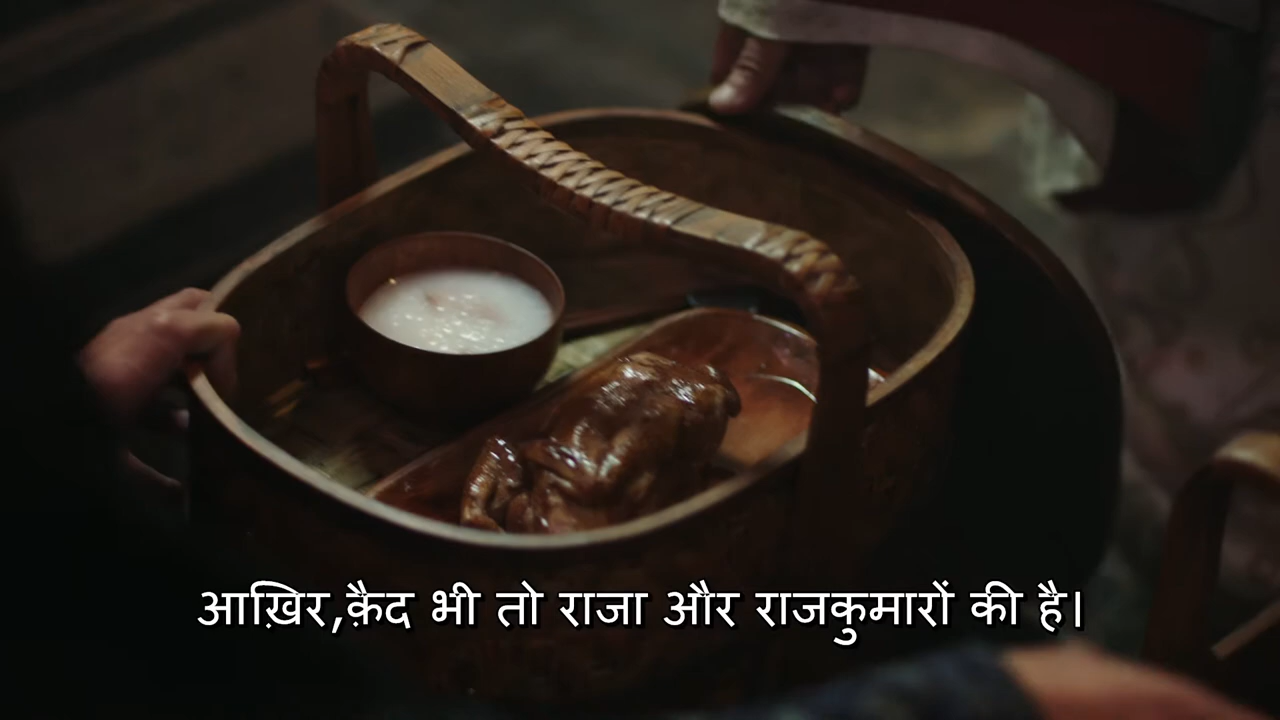 आख़िर,क़ैद भी तो राजा और राजकुमारों की है।